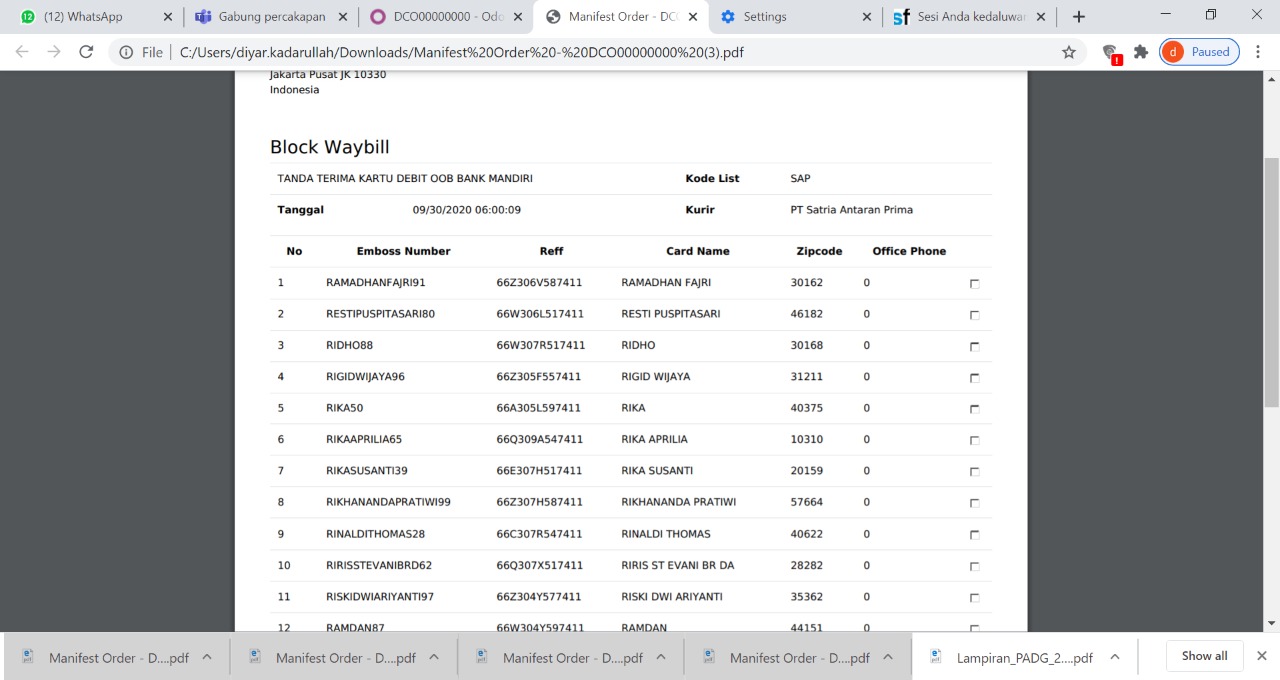 (12) WhatsApp
Gabung percakapan
DCO00000000 - Odo
Manifest Order - DC
Settings
Sesi Anda kedaluwar
File | C:/Users/diyar.kadarullah/Downloads/Manifest%20Order%20-%20DCO00000000%20(3).pdf
d Paused
Jakarta Pusat JK 10330
Indonesia
Block Waybill
TANDA TERIMA KARTU DEBIT OOB BANK MANDIRI Kode List SAP
Tanggal 09/30/2020 06:00:09 Kurir PT Satria Antaran Prima
No Emboss Number Reff Card Name Zipcode Office Phone
1 RAMADHANFAJRI91 66Z306V587411 RAMADHAN FAJRI 30162 0
2 RESTIPUSPITASARI80 66W306L517411 RESTI PUSPITASARI 46182 0
3 RIDHO88 66W307R517411 RIDHO 30168 0
4 RIGIDWIJAYA96 66Z305F557411 RIGID WIJAYA 31211 0
5 RIKA50 66A305L597411 RIKA 40375 0
6 RIKAAPRILIA65 66Q309A547411 RIKA APRILIA 10310 0
7 RIKASUSANTI39 66E307H517411 RIKA SUSANTI 20159 0
8 RIKHANANDAPRATIWI99 66Z307H587411 RIKHANANDA PRATIWI 57664 0
9 RINALDITHOMAS28 66C307R547411 RINALDI THOMAS 40622 0
10 RIRISSTEVANIBRD62 66Q307X517411 RIRIS ST EVANI BR DA 28282 0
11 RISKIDWIARIYANTI97 66Z304Y577411 RISKI DWI ARIYANTI 35362 0
12 RAMDAN87 66W304Y597411 RAMDAN 44151 0
Manifest Order - D....pdf
Manifest Order - D....pdf
Manifest Order - D....pdf
Manifest Order - D....pdf
Lampiran_PADG_2....pdf
Show all